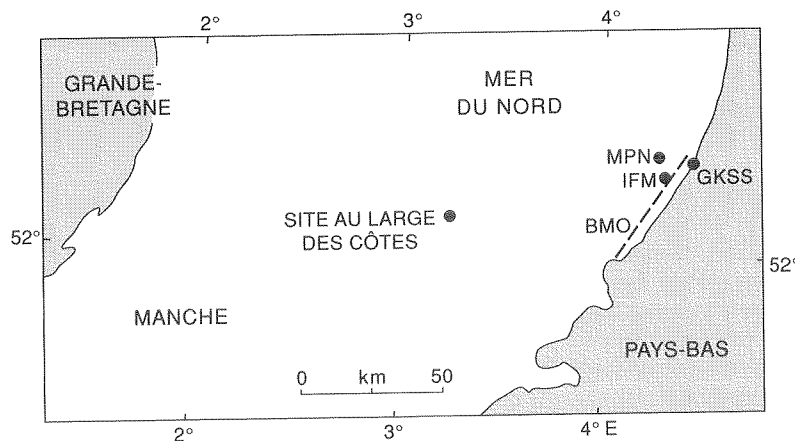 2°
3°
4°
GRANDE-
BRETAGNE
MER
DU NORD
MPN
IFM
GKSS
BMO
SITE AU LARGE
DES CÔTES
52°
52°
MANCHE
0 km 50
PAYS-BAS
2°
3°
4° E